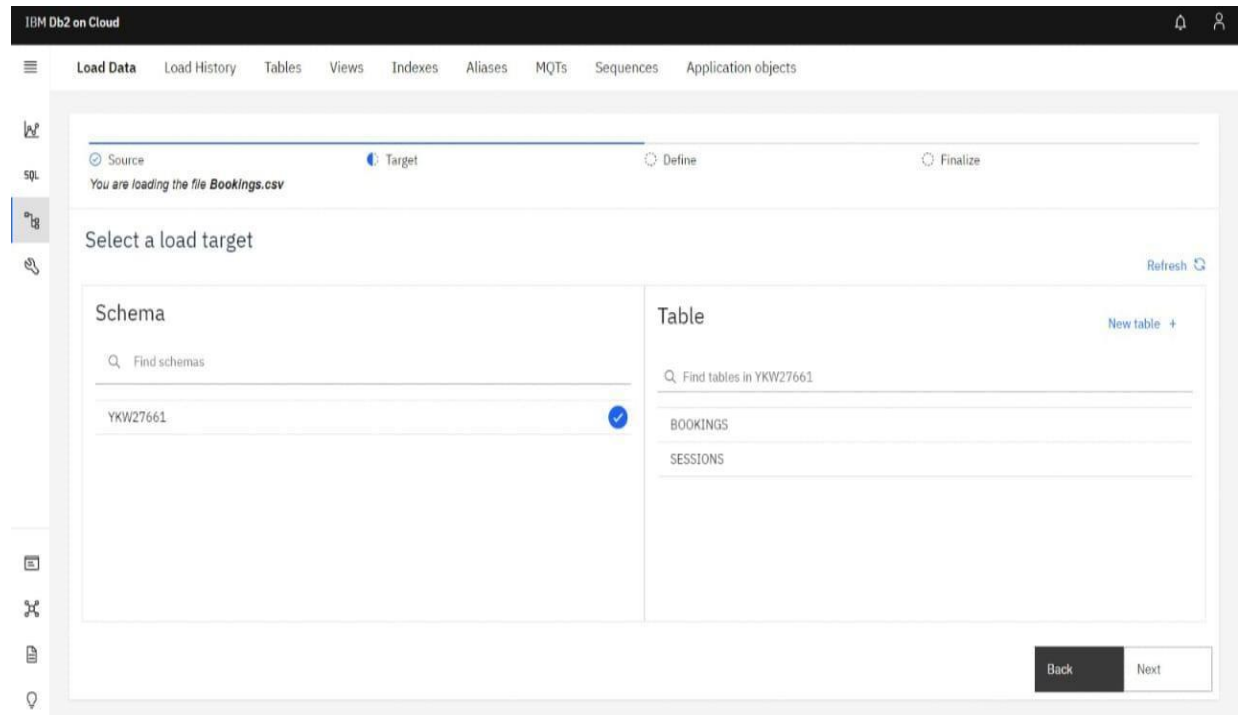 IBM Db2 on Cloud
Load Data Load History Tables Views Indexes Aliases MQTs Sequences Application objects
Source Target Define Finalize
You are loading the file Bookings.csv
SQL
Select a load target
Refresh
Schema
Find schemas
YKW27661
Table
New table +
Find tables in YKW27661
BOOKINGS
SESSIONS
Back Next